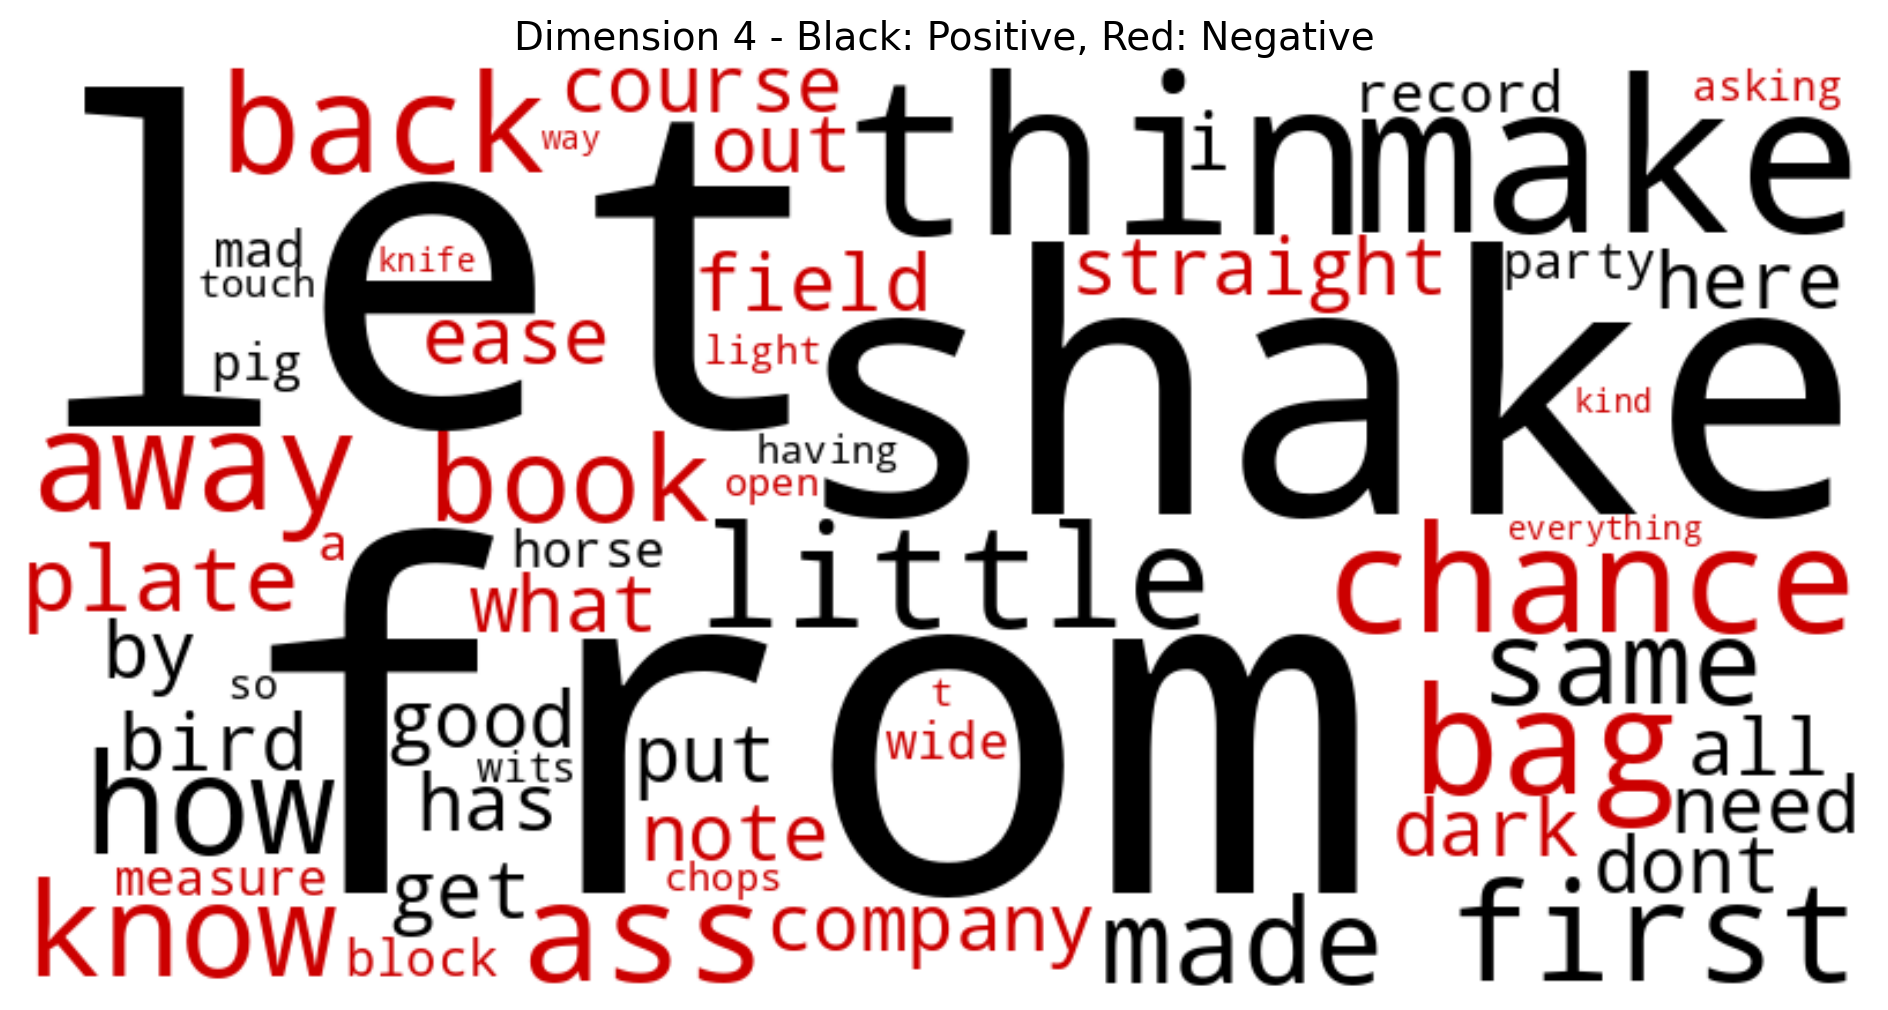 Dimension 4 - Black: Positive, Red: Negative
let back course way out thin i record make asking
mad touch knife pig ease field light straight party here
shake kind
away book having open
plate a horse what little everything chance
from by so bird how good wits has put t wide same bag all need
measure get note chops dark dont
know block ass company made first